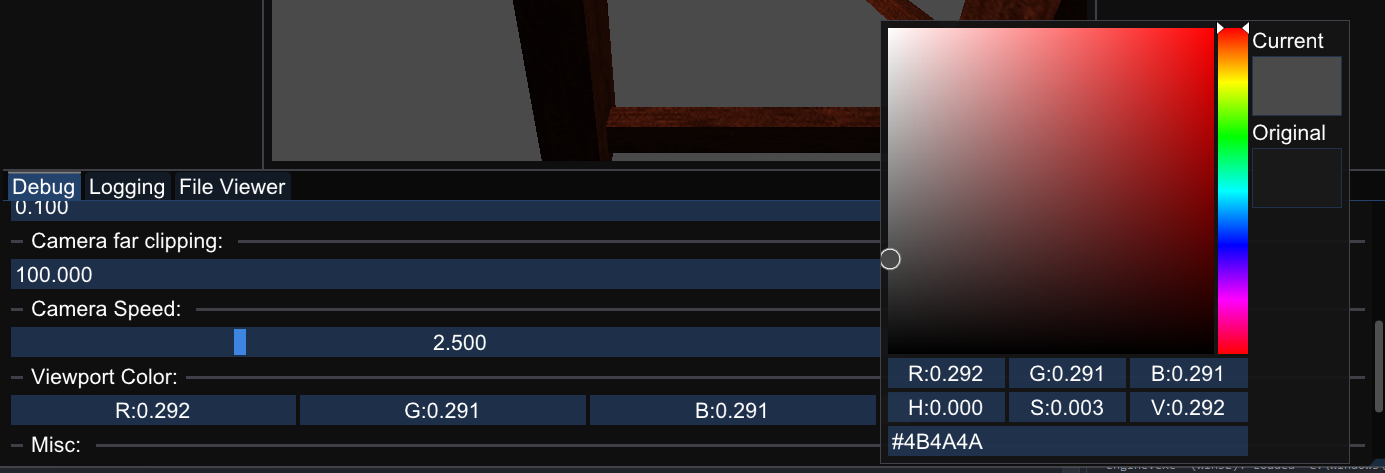 Current
Original
Debug Logging File Viewer
0.100
Camera far clipping:
100.000
Camera Speed:
2.500
Viewport Color:
R:0.292 G:0.291 B:0.291
Misc:
R:0.292 G:0.291 B:0.291
H:0.000 S:0.003 V:0.292
#4B4A4A